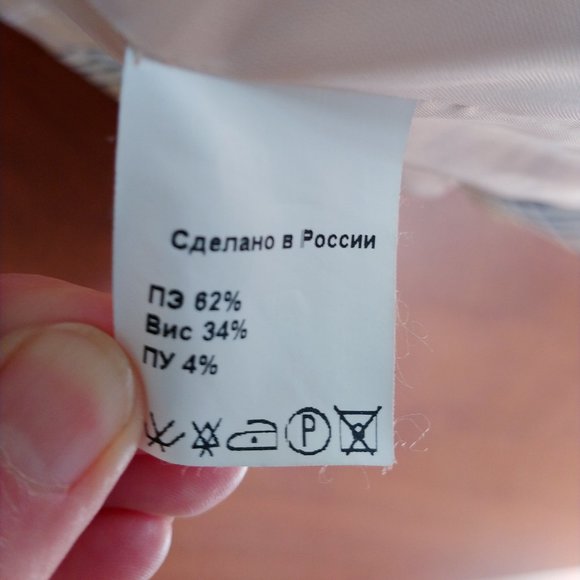 Сделано в России
ПЭ 62%
Вис 34%
ПУ 4%
P